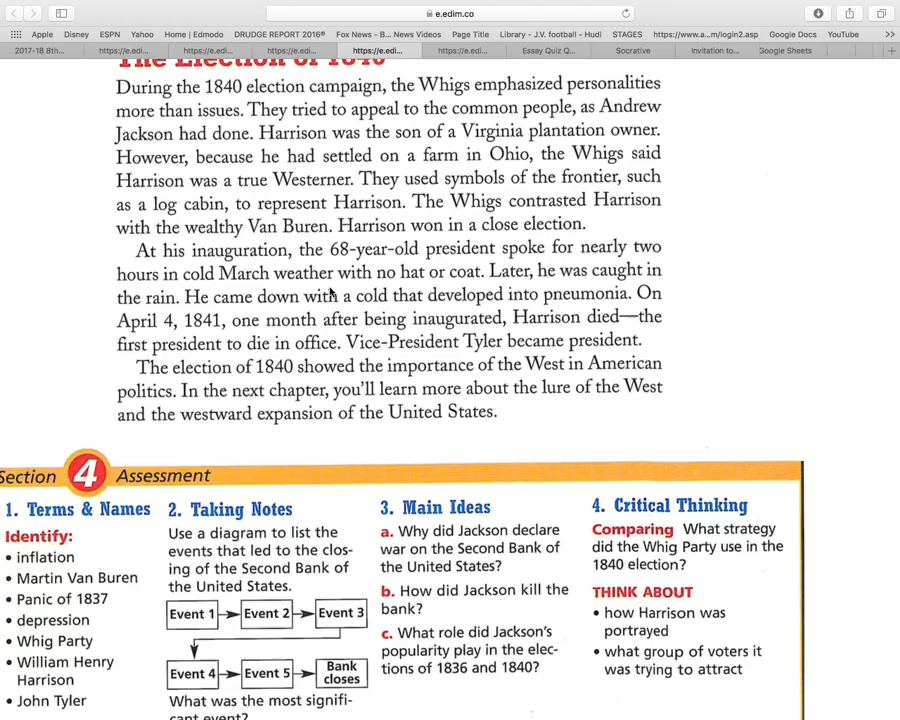 e.edim.co
Apple Disney ESPN Yahoo Home | Edmodo DRUDGE REPORT 2016® Fox News - B... News Videos Page Title Library - J.V. football - Hudl STAGES https://www.a...m/login2.asp Google Docs YouTube >>
2017-18 8th... https://e.edi... https://e.edi... https://e.edi... https://e.edi... https://e.edi... Essay Quiz Q... Socrative Invitation to... Google Sheets +
The Election of 1840
During the 1840 election campaign, the Whigs emphasized personalities
more than issues. They tried to appeal to the common people, as Andrew
Jackson had done. Harrison was the son of a Virginia plantation owner.
However, because he had settled on a farm in Ohio, the Whigs said
Harrison was a true Westerner. They used symbols of the frontier, such
as a log cabin, to represent Harrison. The Whigs contrasted Harrison
with the wealthy Van Buren. Harrison won in a close election.
At his inauguration, the 68-year-old president spoke for nearly two
hours in cold March weather with no hat or coat. Later, he was caught in
the rain. He came down with a cold that developed into pneumonia. On
April 4, 1841, one month after being inaugurated, Harrison died—the
first president to die in office. Vice-President Tyler became president.
The election of 1840 showed the importance of the West in American
politics. In the next chapter, you'll learn more about the lure of the West
and the westward expansion of the United States.
Section 4 Assessment
1. Terms & Names
Identify:
• inflation
• Martin Van Buren
• Panic of 1837
• depression
• Whig Party
• William Henry
Harrison
• John Tyler
2. Taking Notes
Use a diagram to list the
events that led to the clos-
ing of the Second Bank of
the United States.
Event 1 Event 2 Event 3
Event 4 Event 5 Bank
closes
What was the most signifi-
cant event?
3. Main Ideas
a. Why did Jackson declare
war on the Second Bank of
the United States?
b. How did Jackson kill the
bank?
c. What role did Jackson's
popularity play in the elec-
tions of 1836 and 1840?
4. Critical Thinking
Comparing What strategy
did the Whig Party use in the
1840 election?
THINK ABOUT
• how Harrison was
portrayed
• what group of voters it
was trying to attract